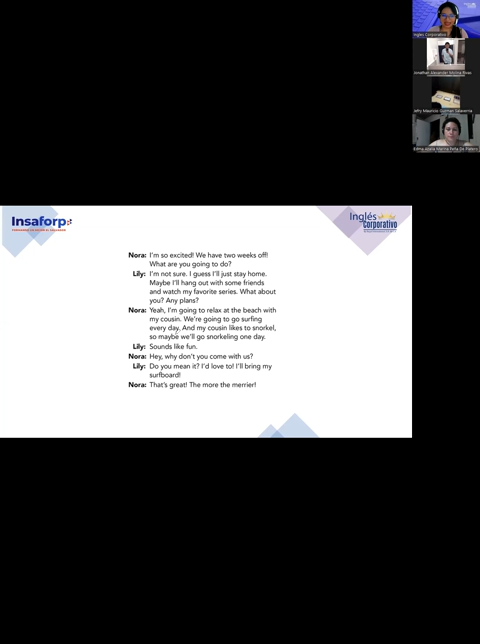 Inglés Corporativo
Jonathan Alexander Molina Rivas
Insaforp
Inglés
corporativo
Nora: I'm so excited! We have two weeks off!
What are you going to do?
Lily: I'm not sure. I guess I'll just stay home.
Maybe I'll hang out with some friends
and watch my favorite series. What about
you? Any plans?
Nora: Yeah, I'm going to relax at the beach with
my cousin. We're going to go surfing
every day. And my cousin likes to snorkel,
so maybe we'll go snorkeling one day.
Lily: Sounds like fun.
Nora: Hey, why don't you come with us?
Lily: Do you mean it? I'd love to! I'll bring my
surfboard!
Nora: That's great! The more the merrier!